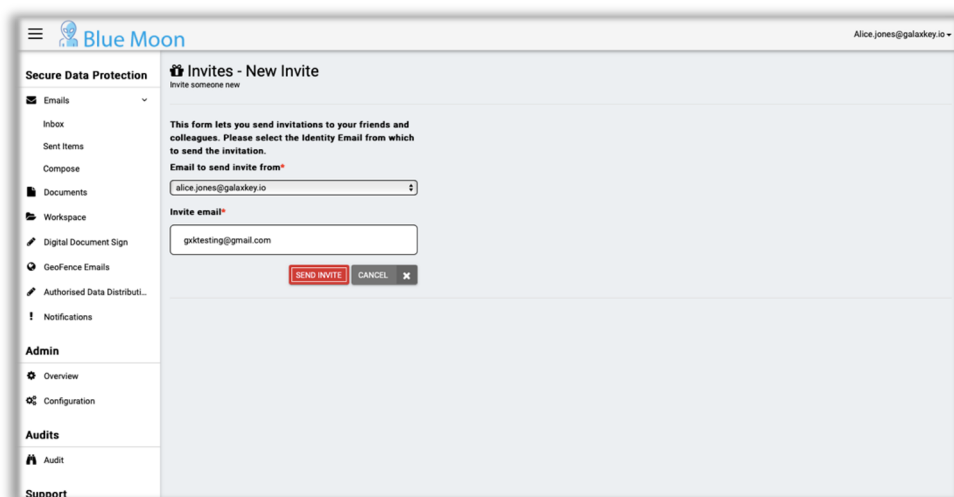 Blue Moon
Alice.jones@galaxkey.io
Secure Data Protection
Emails
Inbox
Sent Items
Compose
Documents
Workspace
Digital Document Sign
GeoFence Emails
Authorised Data Distributi...
Notifications
Admin
Overview
Configuration
Audits
Audit
Support
Invites - New Invite
Invite someone new
This form lets you send invitations to your friends and
colleagues. Please select the Identity Email from which
to send the invitation.
Email to send invite from*
alice.jones@galaxkey.io
Invite email*
gxktesting@gmail.com
SEND INVITE
CANCEL